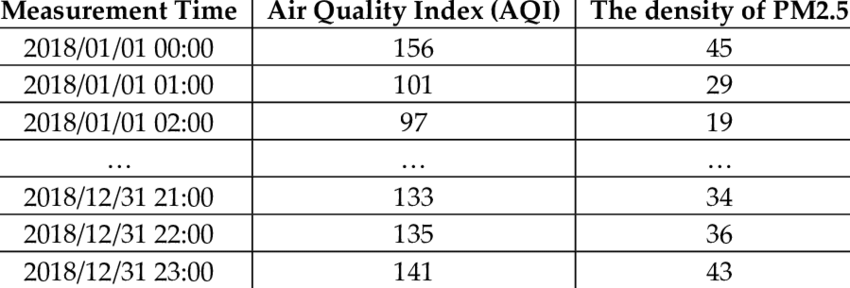 Measurement Time Air Quality Index (AQI) The density of PM2.5
2018/01/01 00:00 156 45
2018/01/01 01:00 101 29
2018/01/01 02:00 97 19
… … …
2018/12/31 21:00 133 34
2018/12/31 22:00 135 36
2018/12/31 23:00 141 43